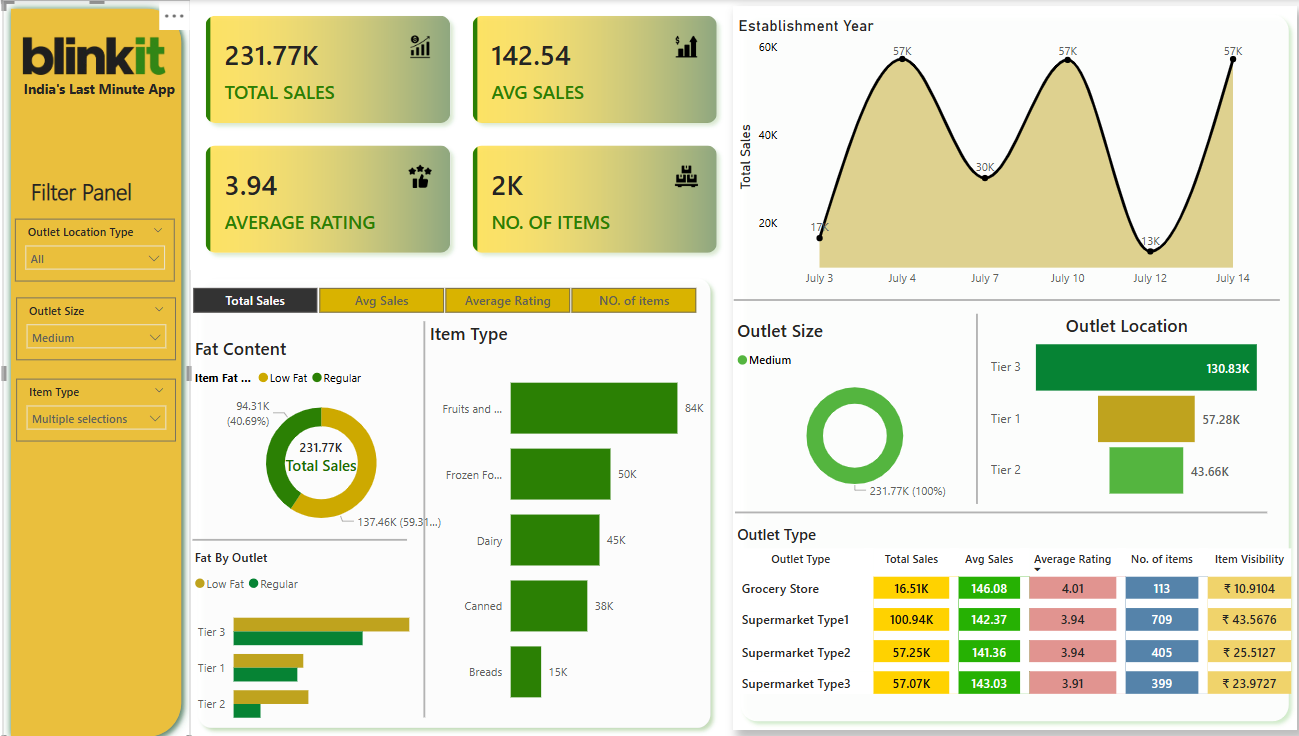 blinkit
India's Last Minute App
Filter Panel
Outlet Location Type
All
Outlet Size
Medium
Item Type
Multiple selections
231.77K
TOTAL SALES
142.54
AVG SALES
3.94
AVERAGE RATING
2K
NO. OF ITEMS
Total Sales Avg Sales Average Rating NO. of items
Fat Content
Item Fat ... Low Fat Regular
94.31K
(40.69%)
231.77K
Total Sales
137.46K (59.31...)
Fat By Outlet
Low Fat Regular
Tier 3
Tier 1
Tier 2
Item Type
Fruits and ... 84K
Frozen Fo... 50K
Dairy 45K
Canned 38K
Breads 15K
Establishment Year
Total Sales
60K
40K
20K
17K
57K
30K
57K
13K
57K
July 3 July 4 July 7 July 10 July 12 July 14
Outlet Size
Medium
231.77K (100%)
Outlet Location
Tier 3 130.83K
Tier 1 57.28K
Tier 2 43.66K
Outlet Type
Outlet Type Total Sales Avg Sales Average Rating No. of items Item Visibility
Grocery Store 16.51K 146.08 4.01 113 ₹ 10.9104
Supermarket Type1 100.94K 142.37 3.94 709 ₹ 43.5676
Supermarket Type2 57.25K 141.36 3.94 405 ₹ 25.5127
Supermarket Type3 57.07K 143.03 3.91 399 ₹ 23.9727